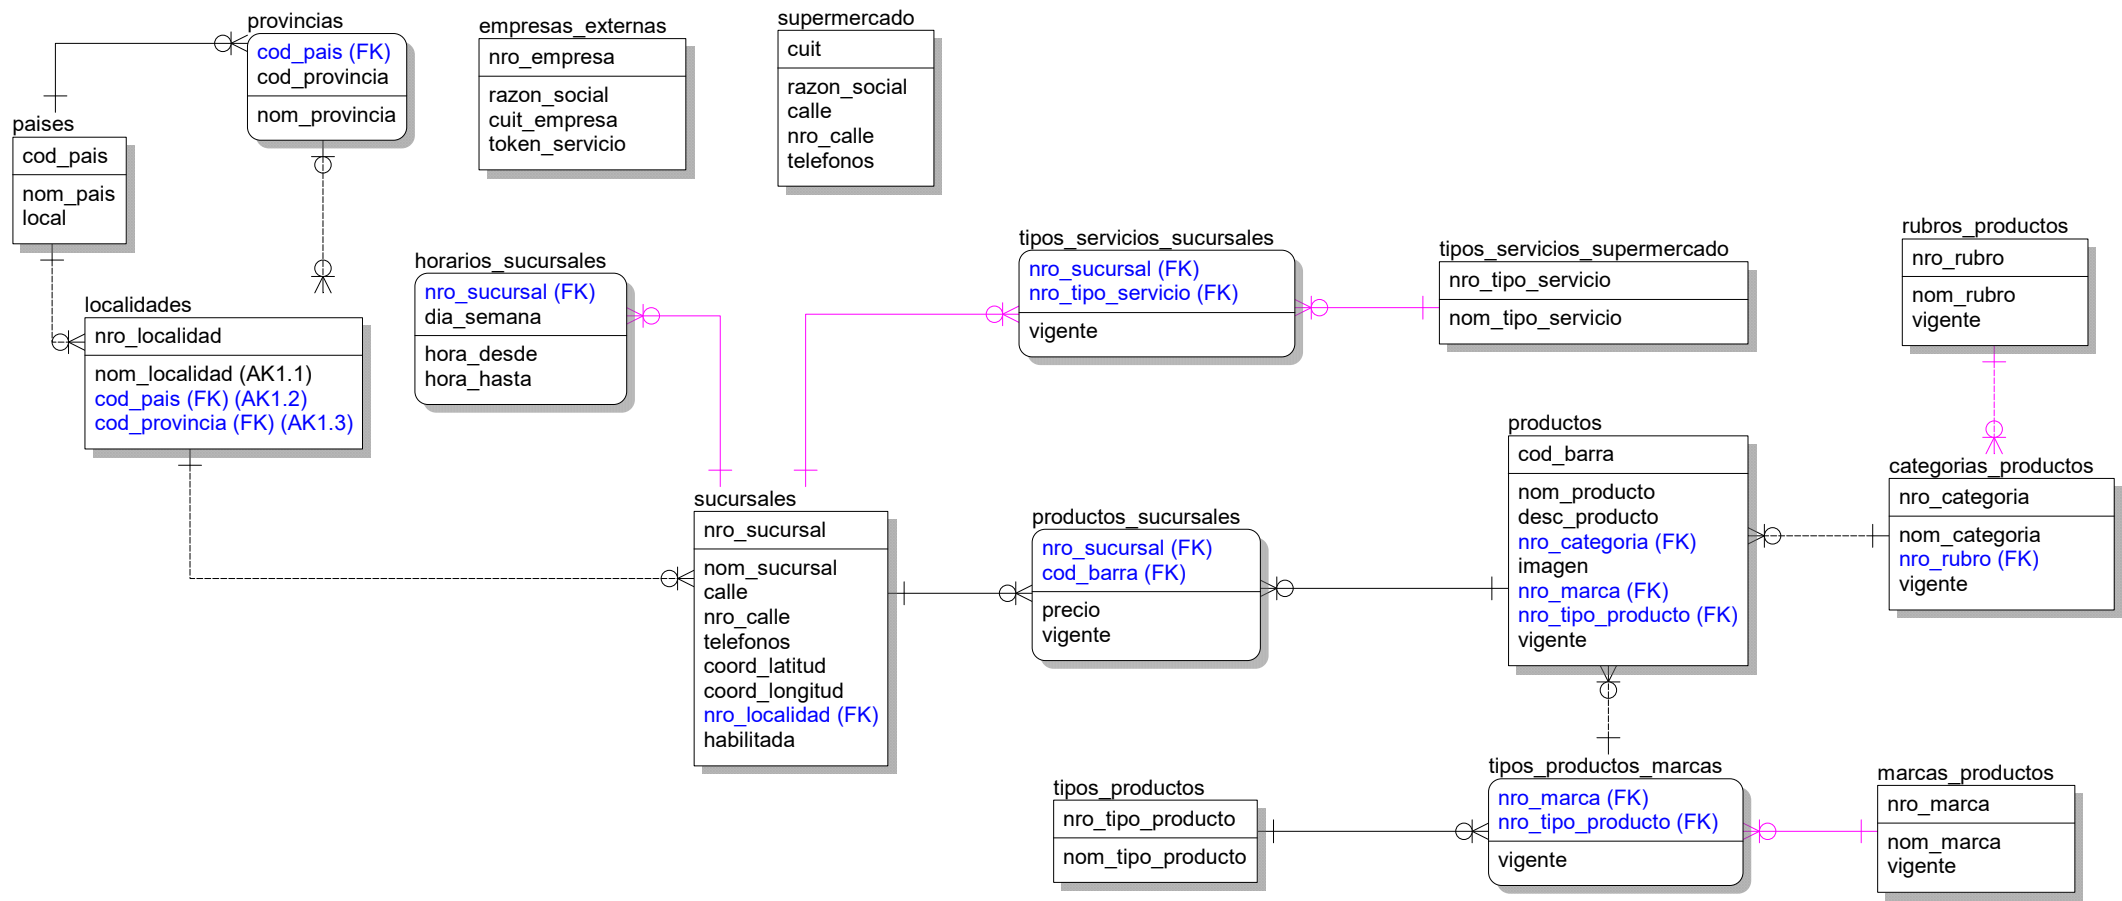 provincias
cod_pais (FK)
cod_provincia
nom_provincia
empresas_externas
nro_empresa
razon_social
cuit_empresa
token_servicio
supermercado
cuit
razon_social
calle
nro_calle
telefonos
paises
cod_pais
nom_pais
local
localidades
nro_localidad
nom_localidad (AK1.1)
cod_pais (FK) (AK1.2)
cod_provincia (FK) (AK1.3)
horarios_sucursales
nro_sucursal (FK)
dia_semana
hora_desde
hora_hasta
tipos_servicios_sucursales
nro_sucursal (FK)
nro_tipo_servicio (FK)
vigente
tipos_servicios_supermercado
nro_tipo_servicio
nom_tipo_servicio
rubros_productos
nro_rubro
nom_rubro
vigente
sucursales
nro_sucursal
nom_sucursal
calle
nro_calle
telefonos
coord_latitud
coord_longitud
nro_localidad (FK)
habilitada
productos_sucursales
nro_sucursal (FK)
cod_barra (FK)
precio
vigente
productos
cod_barra
nom_producto
desc_producto
nro_categoria (FK)
imagen
nro_marca (FK)
nro_tipo_producto (FK)
vigente
categorias_productos
nro_categoria
nom_categoria
nro_rubro (FK)
vigente
tipos_productos
nro_tipo_producto
nom_tipo_producto
tipos_productos_marcas
nro_marca (FK)
nro_tipo_producto (FK)
vigente
marcas_productos
nro_marca
nom_marca
vigente